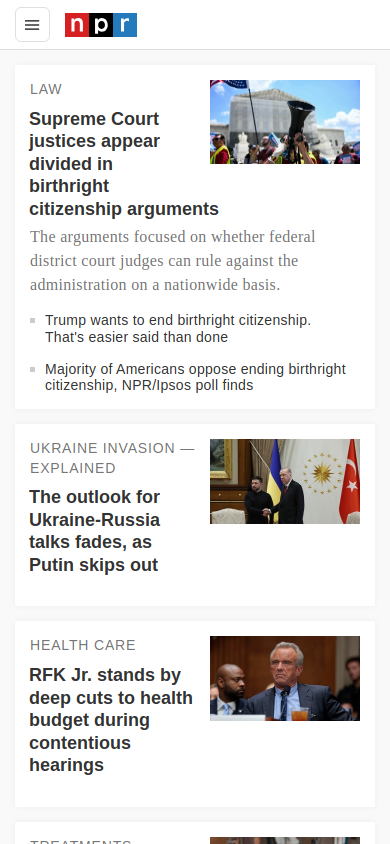 npr
LAW
Supreme Court
justices appear
divided in
birthright
citizenship arguments
The arguments focused on whether federal
district court judges can rule against the
administration on a nationwide basis.
Trump wants to end birthright citizenship.
That's easier said than done
Majority of Americans oppose ending birthright
citizenship, NPR/Ipsos poll finds
UKRAINE INVASION —
EXPLAINED
The outlook for
Ukraine-Russia
talks fades, as
Putin skips out
HEALTH CARE
RFK Jr. stands by
deep cuts to health
budget during
contentious
hearings
TREATMENTS